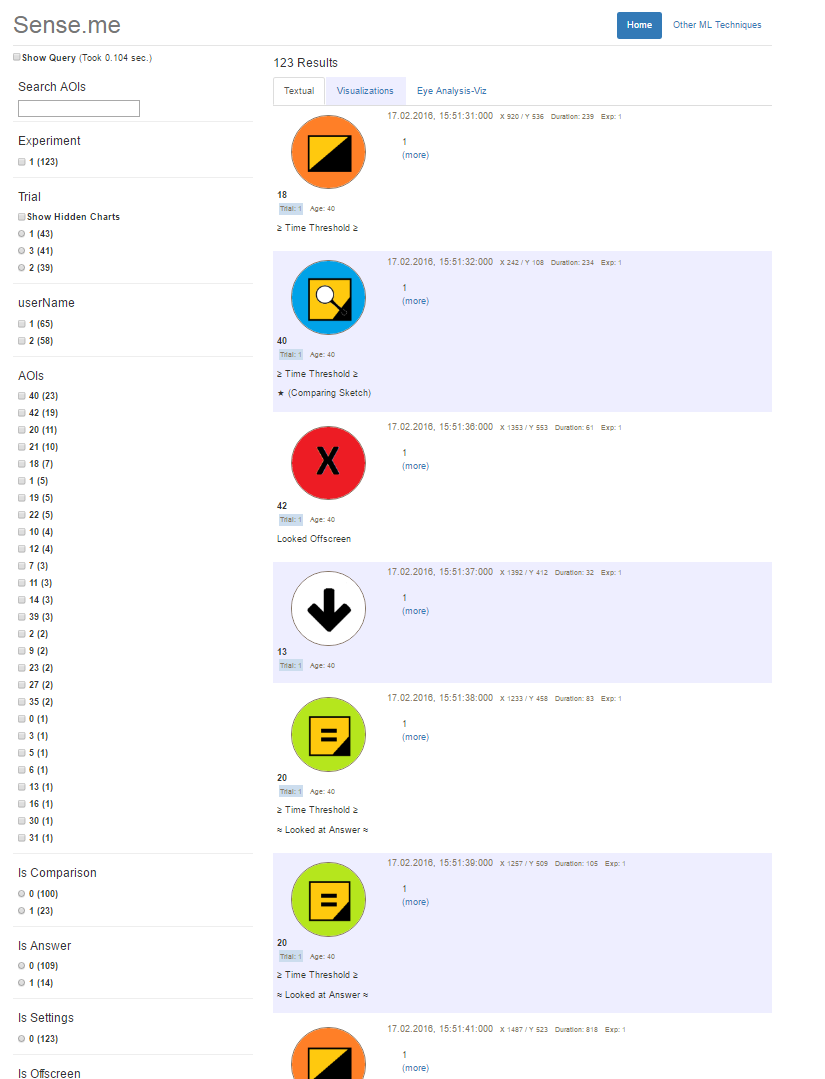 Sense.me
Home
Other ML Techniques
Show Query (Took 0.104 sec.)
Search AOIs
Experiment
1 (123)
Trial
Show Hidden Charts
1 (43)
3 (41)
2 (39)
userName
1 (65)
2 (58)
AOIs
40 (23)
42 (19)
20 (11)
21 (10)
18 (7)
1 (5)
19 (5)
22 (5)
10 (4)
12 (4)
7 (3)
11 (3)
14 (3)
39 (3)
2 (2)
9 (2)
23 (2)
27 (2)
35 (2)
0 (1)
3 (1)
5 (1)
6 (1)
13 (1)
16 (1)
30 (1)
31 (1)
Is Comparison
0 (100)
1 (23)
Is Answer
0 (109)
1 (14)
Is Settings
0 (123)
Is Offscreen
123 Results
Textual
Visualizations
Eye Analysis-Viz
17.02.2016, 15:51:31:000 X 920 / Y 536 Duration: 239 Exp: 1
1
(more)
18
Trial: 1 Age: 40
≥ Time Threshold ≥
17.02.2016, 15:51:32:000 X 242 / Y 108 Duration: 234 Exp: 1
1
(more)
40
Trial: 1 Age: 40
≥ Time Threshold ≥
★ (Comparing Sketch)
17.02.2016, 15:51:36:000 X 1353 / Y 553 Duration: 61 Exp: 1
1
(more)
X
42
Trial: 1 Age: 40
Looked Offscreen
17.02.2016, 15:51:37:000 X 1392 / Y 412 Duration: 32 Exp: 1
1
(more)
13
Trial: 1 Age: 40
17.02.2016, 15:51:38:000 X 1233 / Y 458 Duration: 83 Exp: 1
1
(more)
=
20
Trial: 1 Age: 40
≥ Time Threshold ≥
≈ Looked at Answer ≈
17.02.2016, 15:51:39:000 X 1257 / Y 509 Duration: 105 Exp: 1
1
(more)
=
20
Trial: 1 Age: 40
≥ Time Threshold ≥
≈ Looked at Answer ≈
17.02.2016, 15:51:41:000 X 1487 / Y 523 Duration: 818 Exp: 1
1
(more)